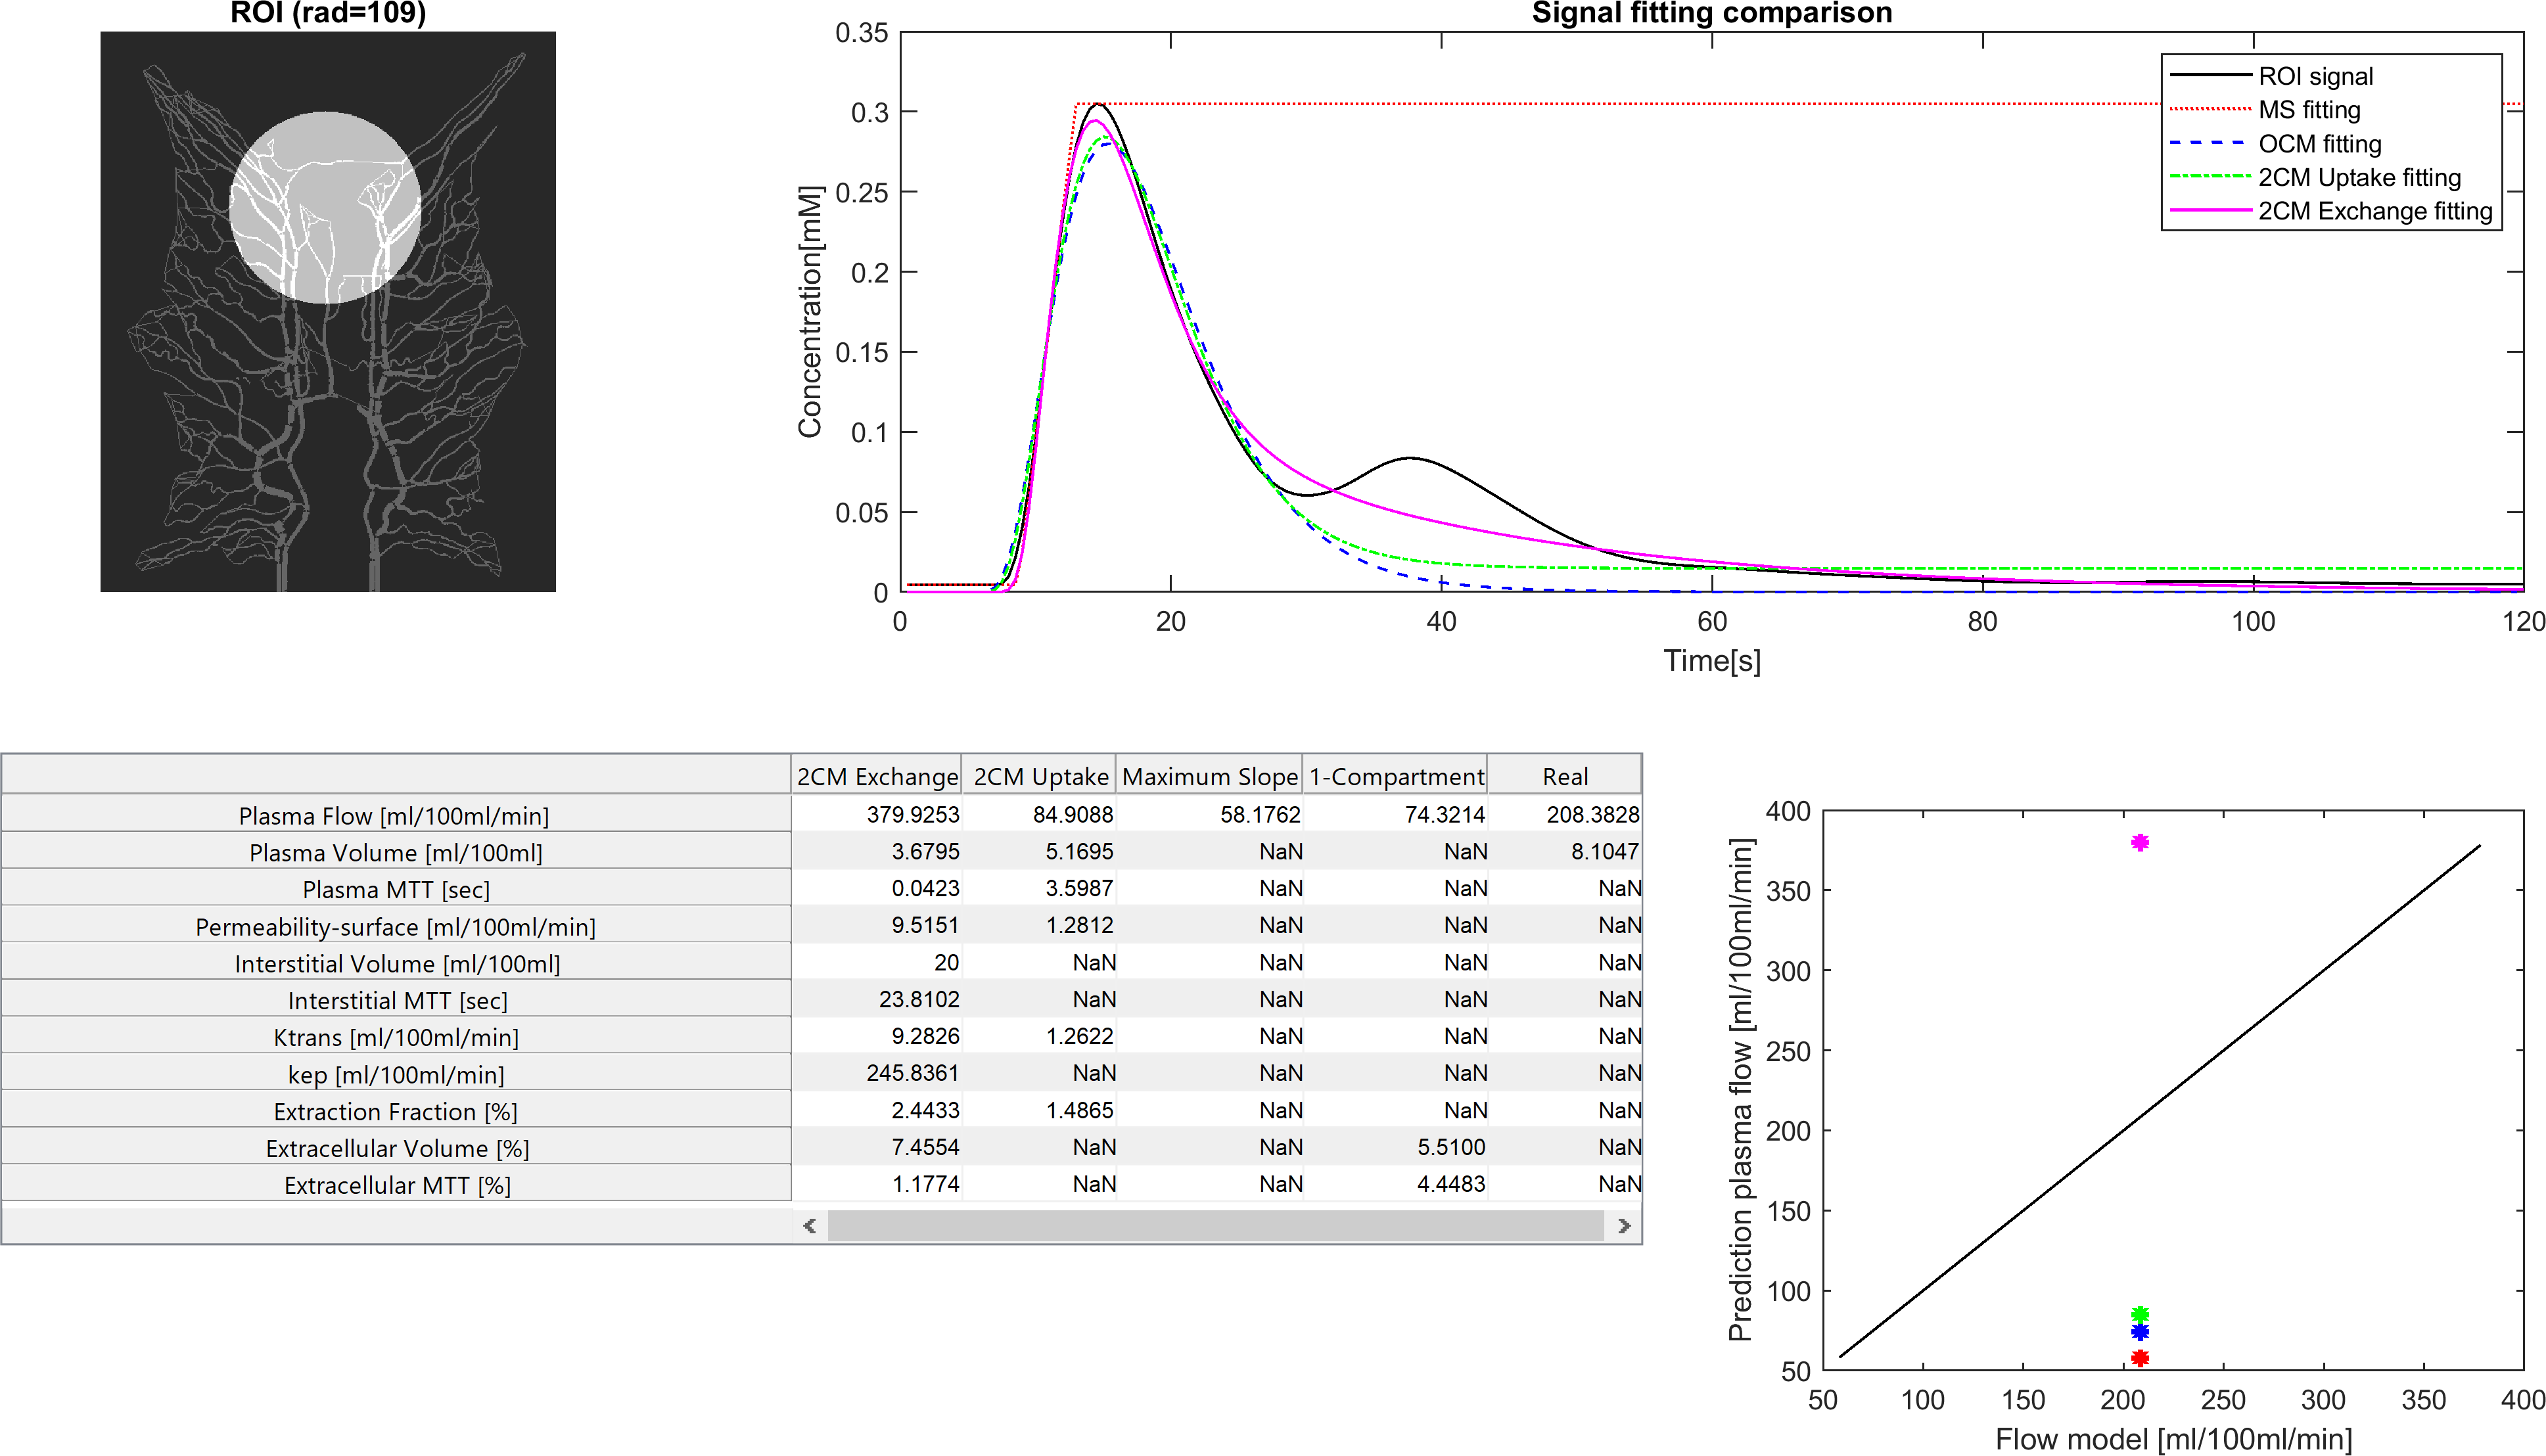 ROI (rad=109)
Signal fitting comparison
0.35
0.3
0.25
0.2
0.15
0.1
0.05
0
Concentration[mM]
0 20 40 60 80 100 120
Time[s]
ROI signal
MS fitting
OCM fitting
2CM Uptake fitting
2CM Exchange fitting
2CM Exchange 2CM Uptake Maximum Slope 1-Compartment Real
Plasma Flow [ml/100ml/min] 379.9253 84.9088 58.1762 74.3214 208.3828
Plasma Volume [ml/100ml] 3.6795 5.1695 NaN NaN 8.1047
Plasma MTT [sec] 0.0423 3.5987 NaN NaN NaN
Permeability-surface [ml/100ml/min] 9.5151 1.2812 NaN NaN NaN
Interstitial Volume [ml/100ml] 20 NaN NaN NaN NaN
Interstitial MTT [sec] 23.8102 NaN NaN NaN NaN
Ktrans [ml/100ml/min] 9.2826 1.2622 NaN NaN NaN
kep [ml/100ml/min] 245.8361 NaN NaN NaN NaN
Extraction Fraction [%] 2.4433 1.4865 NaN NaN NaN
Extracellular Volume [%] 7.4554 NaN NaN 5.5100 NaN
Extracellular MTT [%] 1.1774 NaN NaN 4.4483 NaN
400
350
300
250
200
150
100
50
Prediction plasma flow [ml/100ml/min]
50 100 150 200 250 300 350 400
Flow model [ml/100ml/min]